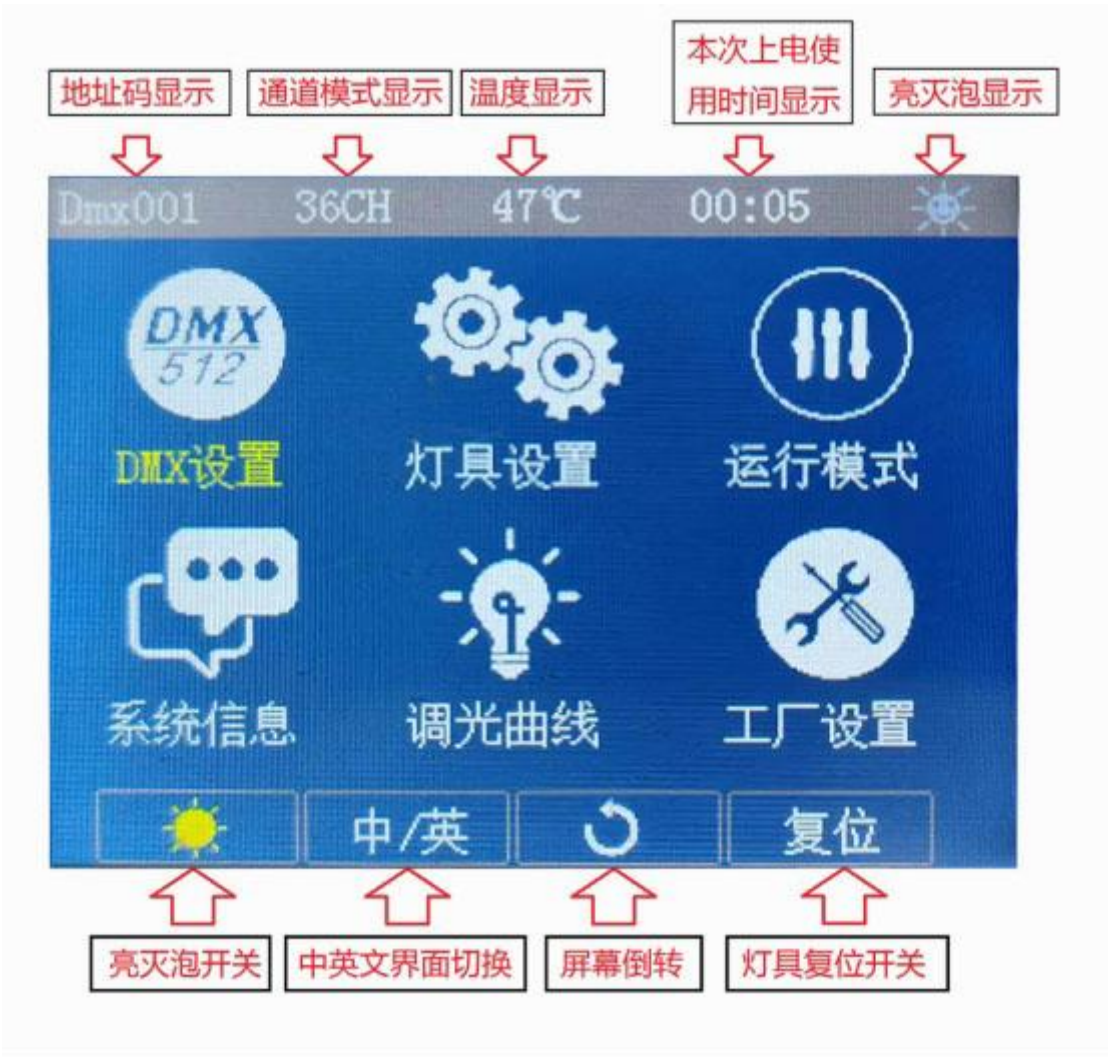 本次上电使
用时间显示
地址码显示
通道模式显示
温度显示
亮灭泡显示
Dmx001 36CH 47℃ 00:05
DMX
512
DMX设置 灯具设置 运行模式
系统信息 调光曲线 工厂设置
中/英 复位
亮灭泡开关
中英文界面切换
屏幕倒转
灯具复位开关